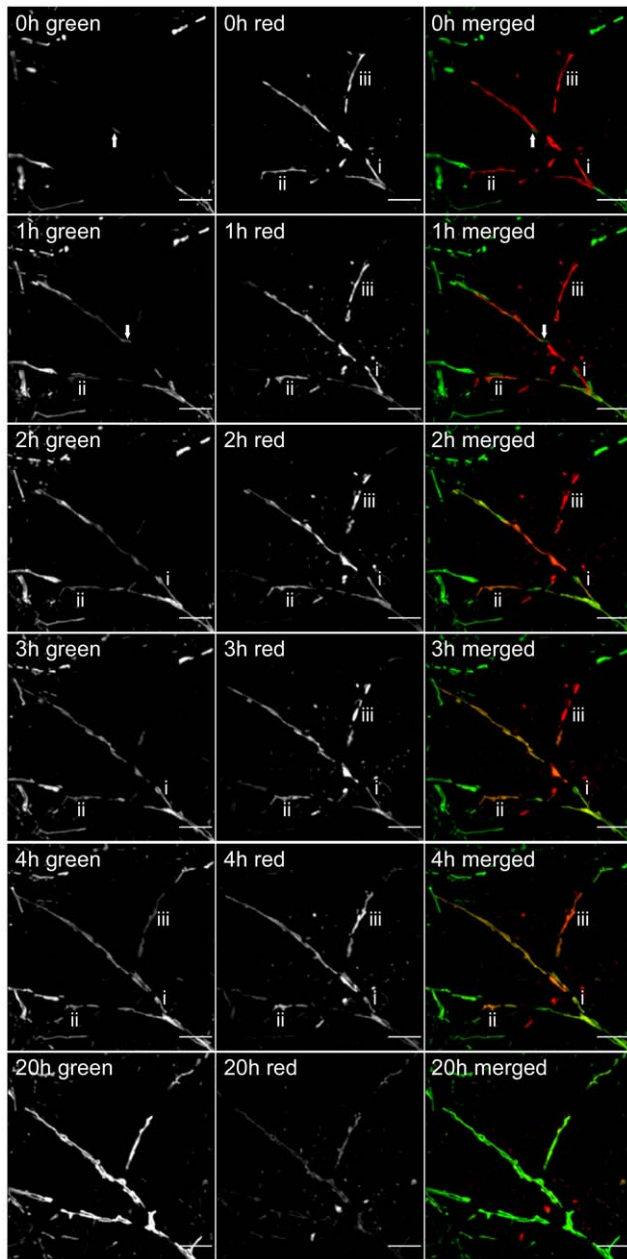 0h green
0h red
iii
i
ii
0h merged
iii
i
ii
1h green
ii
1h red
iii
i
ii
1h merged
iii
i
ii
2h green
i
ii
2h red
iii
i
ii
2h merged
iii
i
ii
3h green
i
ii
3h red
iii
i
ii
3h merged
iii
i
ii
4h green
iii
i
ii
4h red
iii
i
ii
4h merged
iii
i
ii
20h green
20h red
20h merged